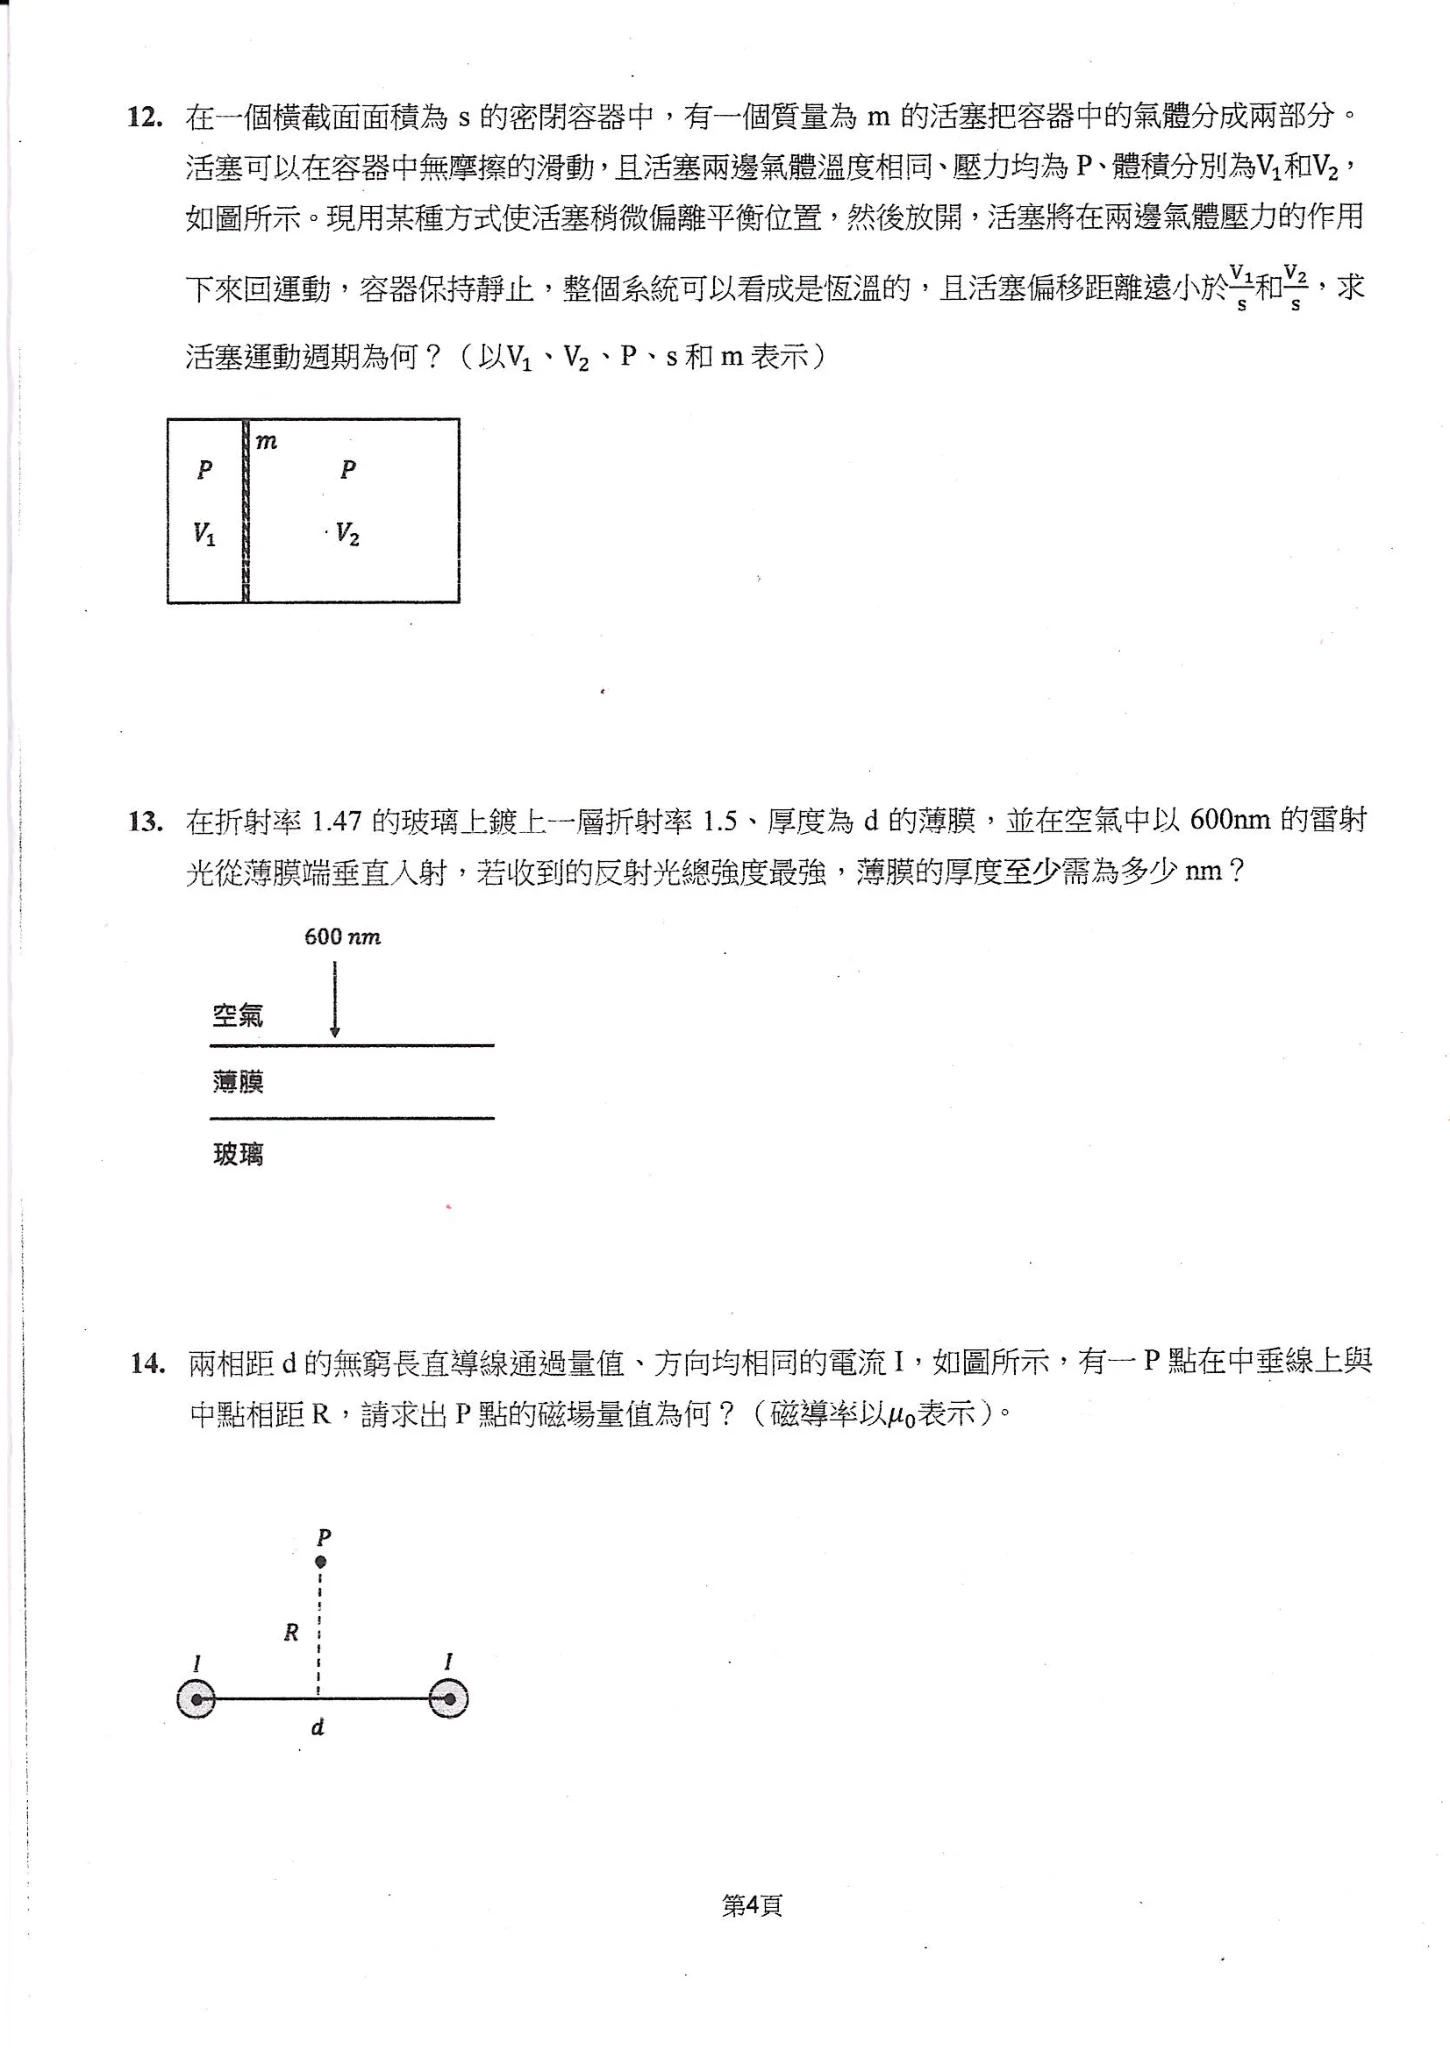 12. 在一個橫截面面積為 s 的密閉容器中，有一個質量為 m 的活塞把容器中的氣體分成兩部分。
活塞可以在容器中無摩擦的滑動，且活塞兩邊氣體溫度相同、壓力均為 P、體積分別為V₁和V₂，
如圖所示。現用某種方式使活塞稍微偏離平衡位置，然後放開，活塞將在兩邊氣體壓力的作用
下來回運動，容器保持靜止，整個系統可以看成是恆溫的，且活塞偏移距離遠小於V₁/s和V₂/s，求
活塞運動週期為何？（以V₁、V₂、P、s 和 m 表示）
m
P P
V₁ V₂
13. 在折射率 1.47 的玻璃上鍍上一層折射率 1.5、厚度為 d 的薄膜，並在空氣中以 600nm 的雷射
光從薄膜端垂直入射，若收到的反射光總強度最強，薄膜的厚度至少需為多少 nm？
600 nm
空氣
薄膜
玻璃
14. 兩相距 d 的無窮長直導線通過量值、方向均相同的電流 I，如圖所示，有一 P 點在中垂線上與
中點相距 R，請求出 P 點的磁場量值為何？（磁導率以μ₀表示）。
P
R
I I
d
第4頁